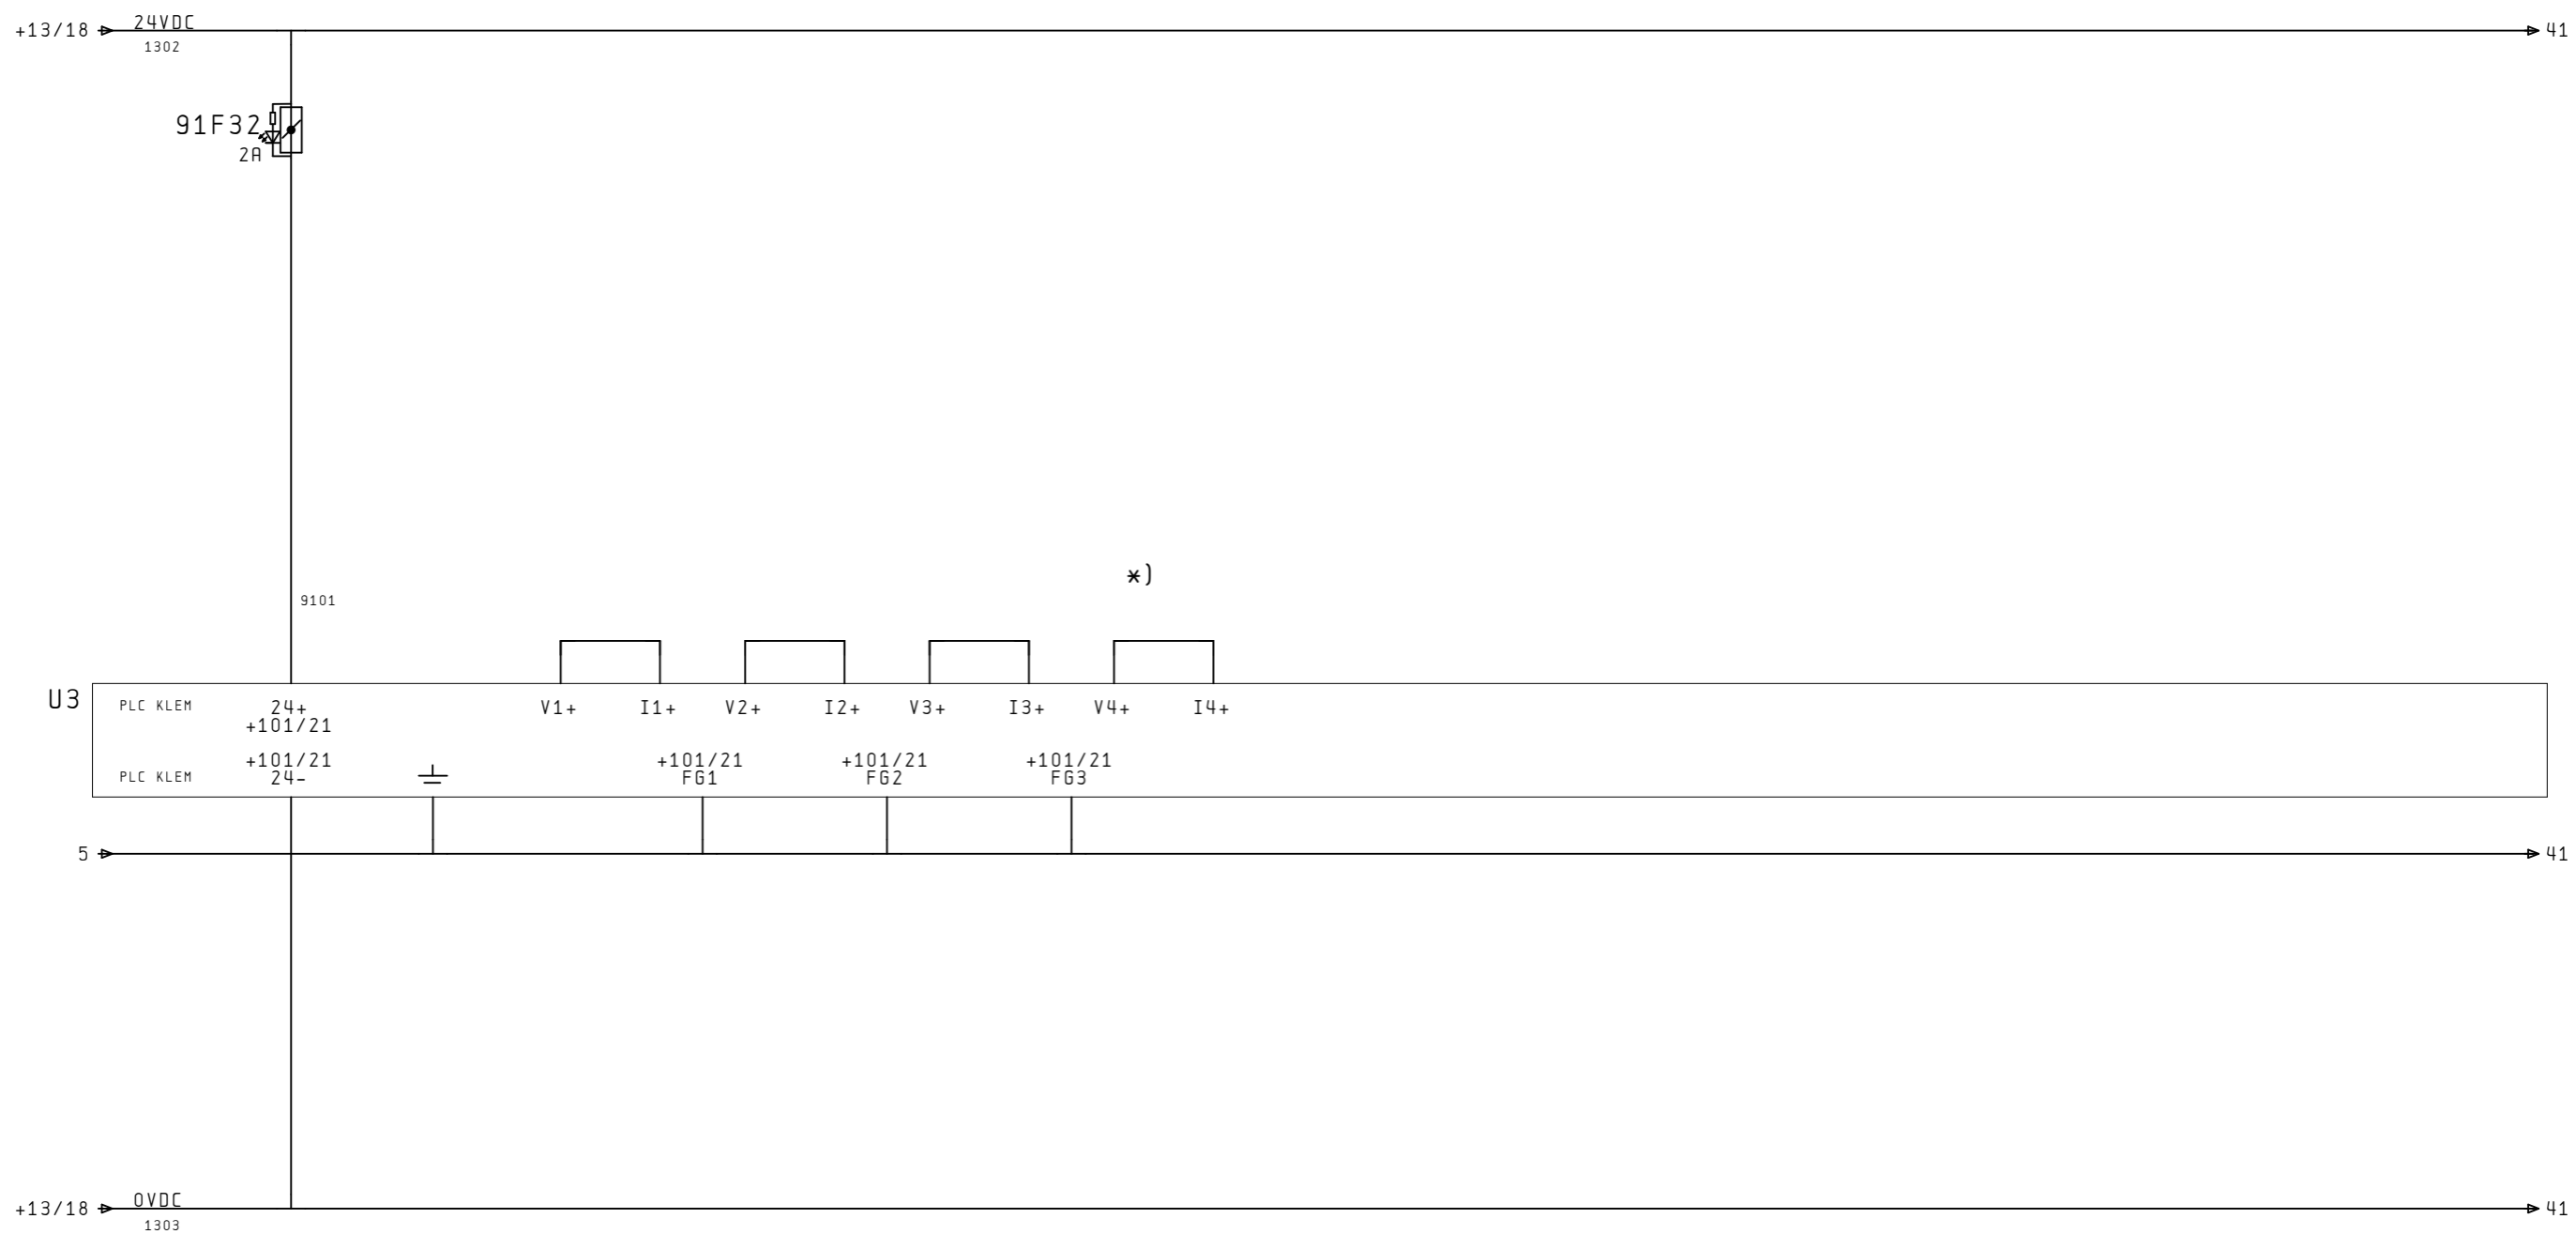 +13/18 24VDC 41
1302
91F32
2A
*)
9101
U3 PLC KLEM 24+ V1+ I1+ V2+ I2+ V3+ I3+ V4+ I4+
+101/21
+101/21 +101/21 +101/21 +101/21
PLC KLEM 24- FG1 FG2 FG3
5 41
+13/18 0VDC 41
1303